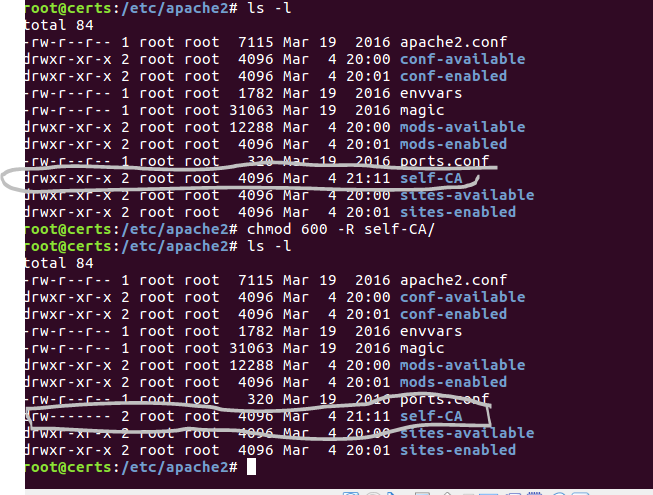 root@certs:/etc/apache2# ls -l
total 84
-rw-r--r-- 1 root root  7115 Mar 19  2016 apache2.conf
drwxr-xr-x 2 root root  4096 Mar  4 20:00 conf-available
drwxr-xr-x 2 root root  4096 Mar  4 20:01 conf-enabled
-rw-r--r-- 1 root root  1782 Mar 19  2016 envvars
-rw-r--r-- 1 root root 31063 Mar 19  2016 magic
drwxr-xr-x 2 root root 12288 Mar  4 20:00 mods-available
drwxr-xr-x 2 root root  4096 Mar  4 20:01 mods-enabled
-rw-r--r-- 1 root root   320 Mar 19  2016 ports.conf
drwxr-xr-x 2 root root  4096 Mar  4 21:11 self-CA
drwxr-xr-x 2 root root  4096 Mar  4 20:00 sites-available
drwxr-xr-x 2 root root  4096 Mar  4 20:01 sites-enabled
root@certs:/etc/apache2# chmod 600 -R self-CA/
root@certs:/etc/apache2# ls -l
total 84
-rw-r--r-- 1 root root  7115 Mar 19  2016 apache2.conf
drwxr-xr-x 2 root root  4096 Mar  4 20:00 conf-available
drwxr-xr-x 2 root root  4096 Mar  4 20:01 conf-enabled
-rw-r--r-- 1 root root  1782 Mar 19  2016 envvars
-rw-r--r-- 1 root root 31063 Mar 19  2016 magic
drwxr-xr-x 2 root root 12288 Mar  4 20:00 mods-available
drwxr-xr-x 2 root root  4096 Mar  4 20:01 mods-enabled
-rw-r--r-- 1 root root   320 Mar 19  2016 ports.conf
drw------- 2 root root  4096 Mar  4 21:11 self-CA
drwxr-xr-x 2 root root  4096 Mar  4 20:00 sites-available
drwxr-xr-x 2 root root  4096 Mar  4 20:01 sites-enabled
root@certs:/etc/apache2#